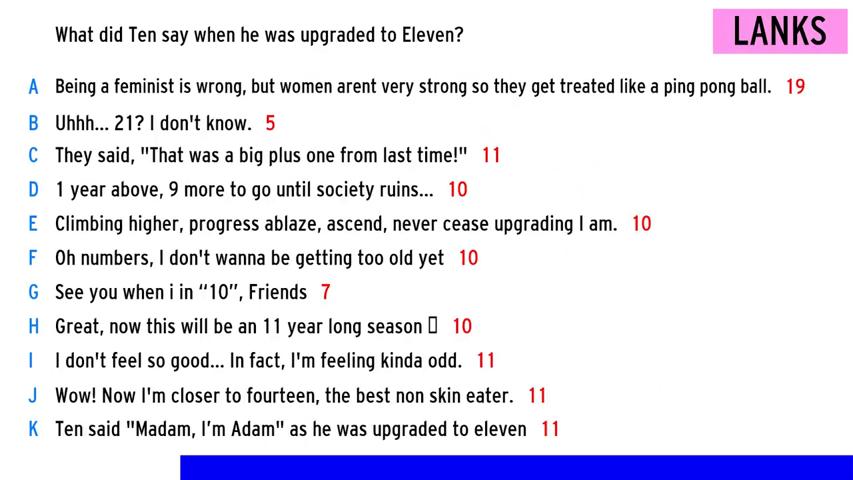 What did Ten say when he was upgraded to Eleven?
LANKS
A Being a feminist is wrong, but women arent very strong so they get treated like a ping pong ball. 19
B Uhhh... 21? I don't know. 5
C They said, "That was a big plus one from last time!" 11
D 1 year above, 9 more to go until society ruins... 10
E Climbing higher, progress ablaze, ascend, never cease upgrading I am. 10
F Oh numbers, I don't wanna be getting too old yet 10
G See you when i in “10”, Friends 7
H Great, now this will be an 11 year long season 10
I I don't feel so good... In fact, I'm feeling kinda odd. 11
J Wow! Now I'm closer to fourteen, the best non skin eater. 11
K Ten said "Madam, I’m Adam" as he was upgraded to eleven 11